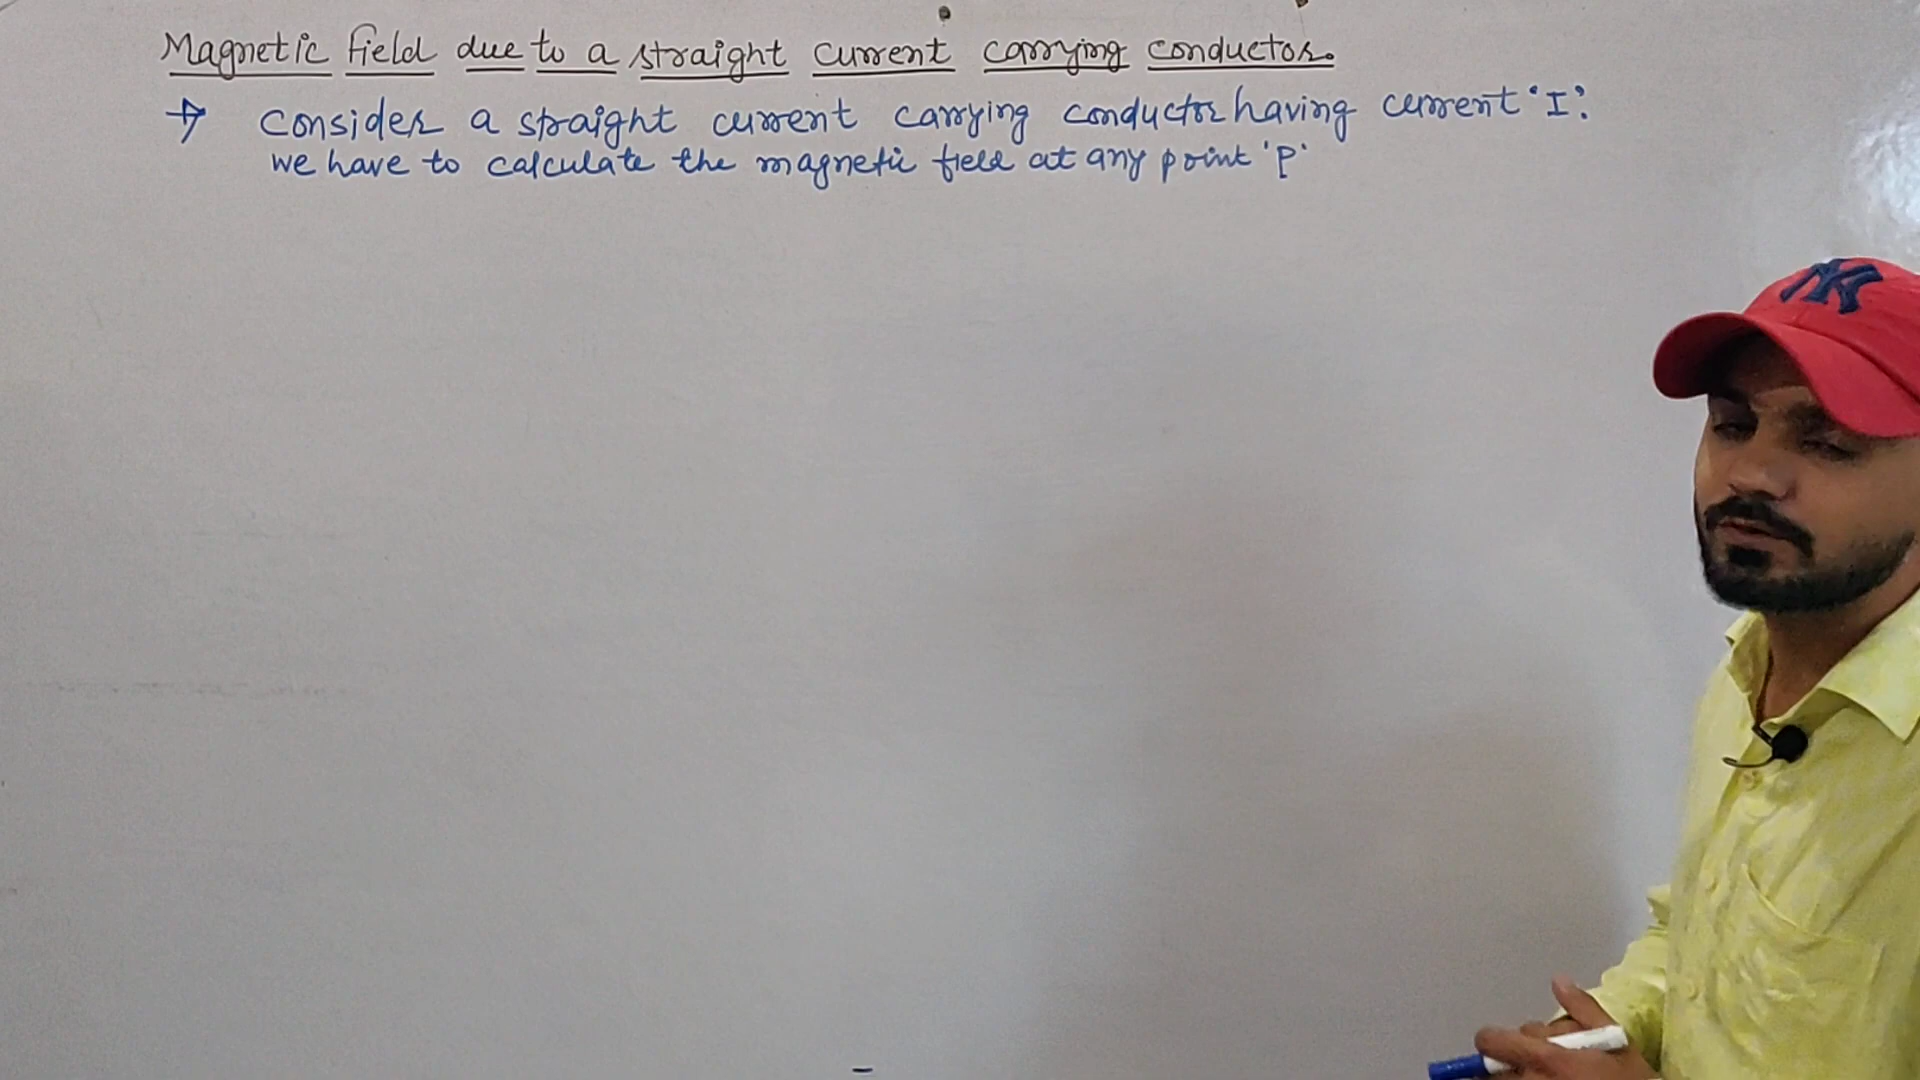 Magnetic field due to a straight current carrying conductor.
→ Consider a straight current carrying conductor having current 'I'.
we have to calculate the magnetic field at any point 'P'
NY